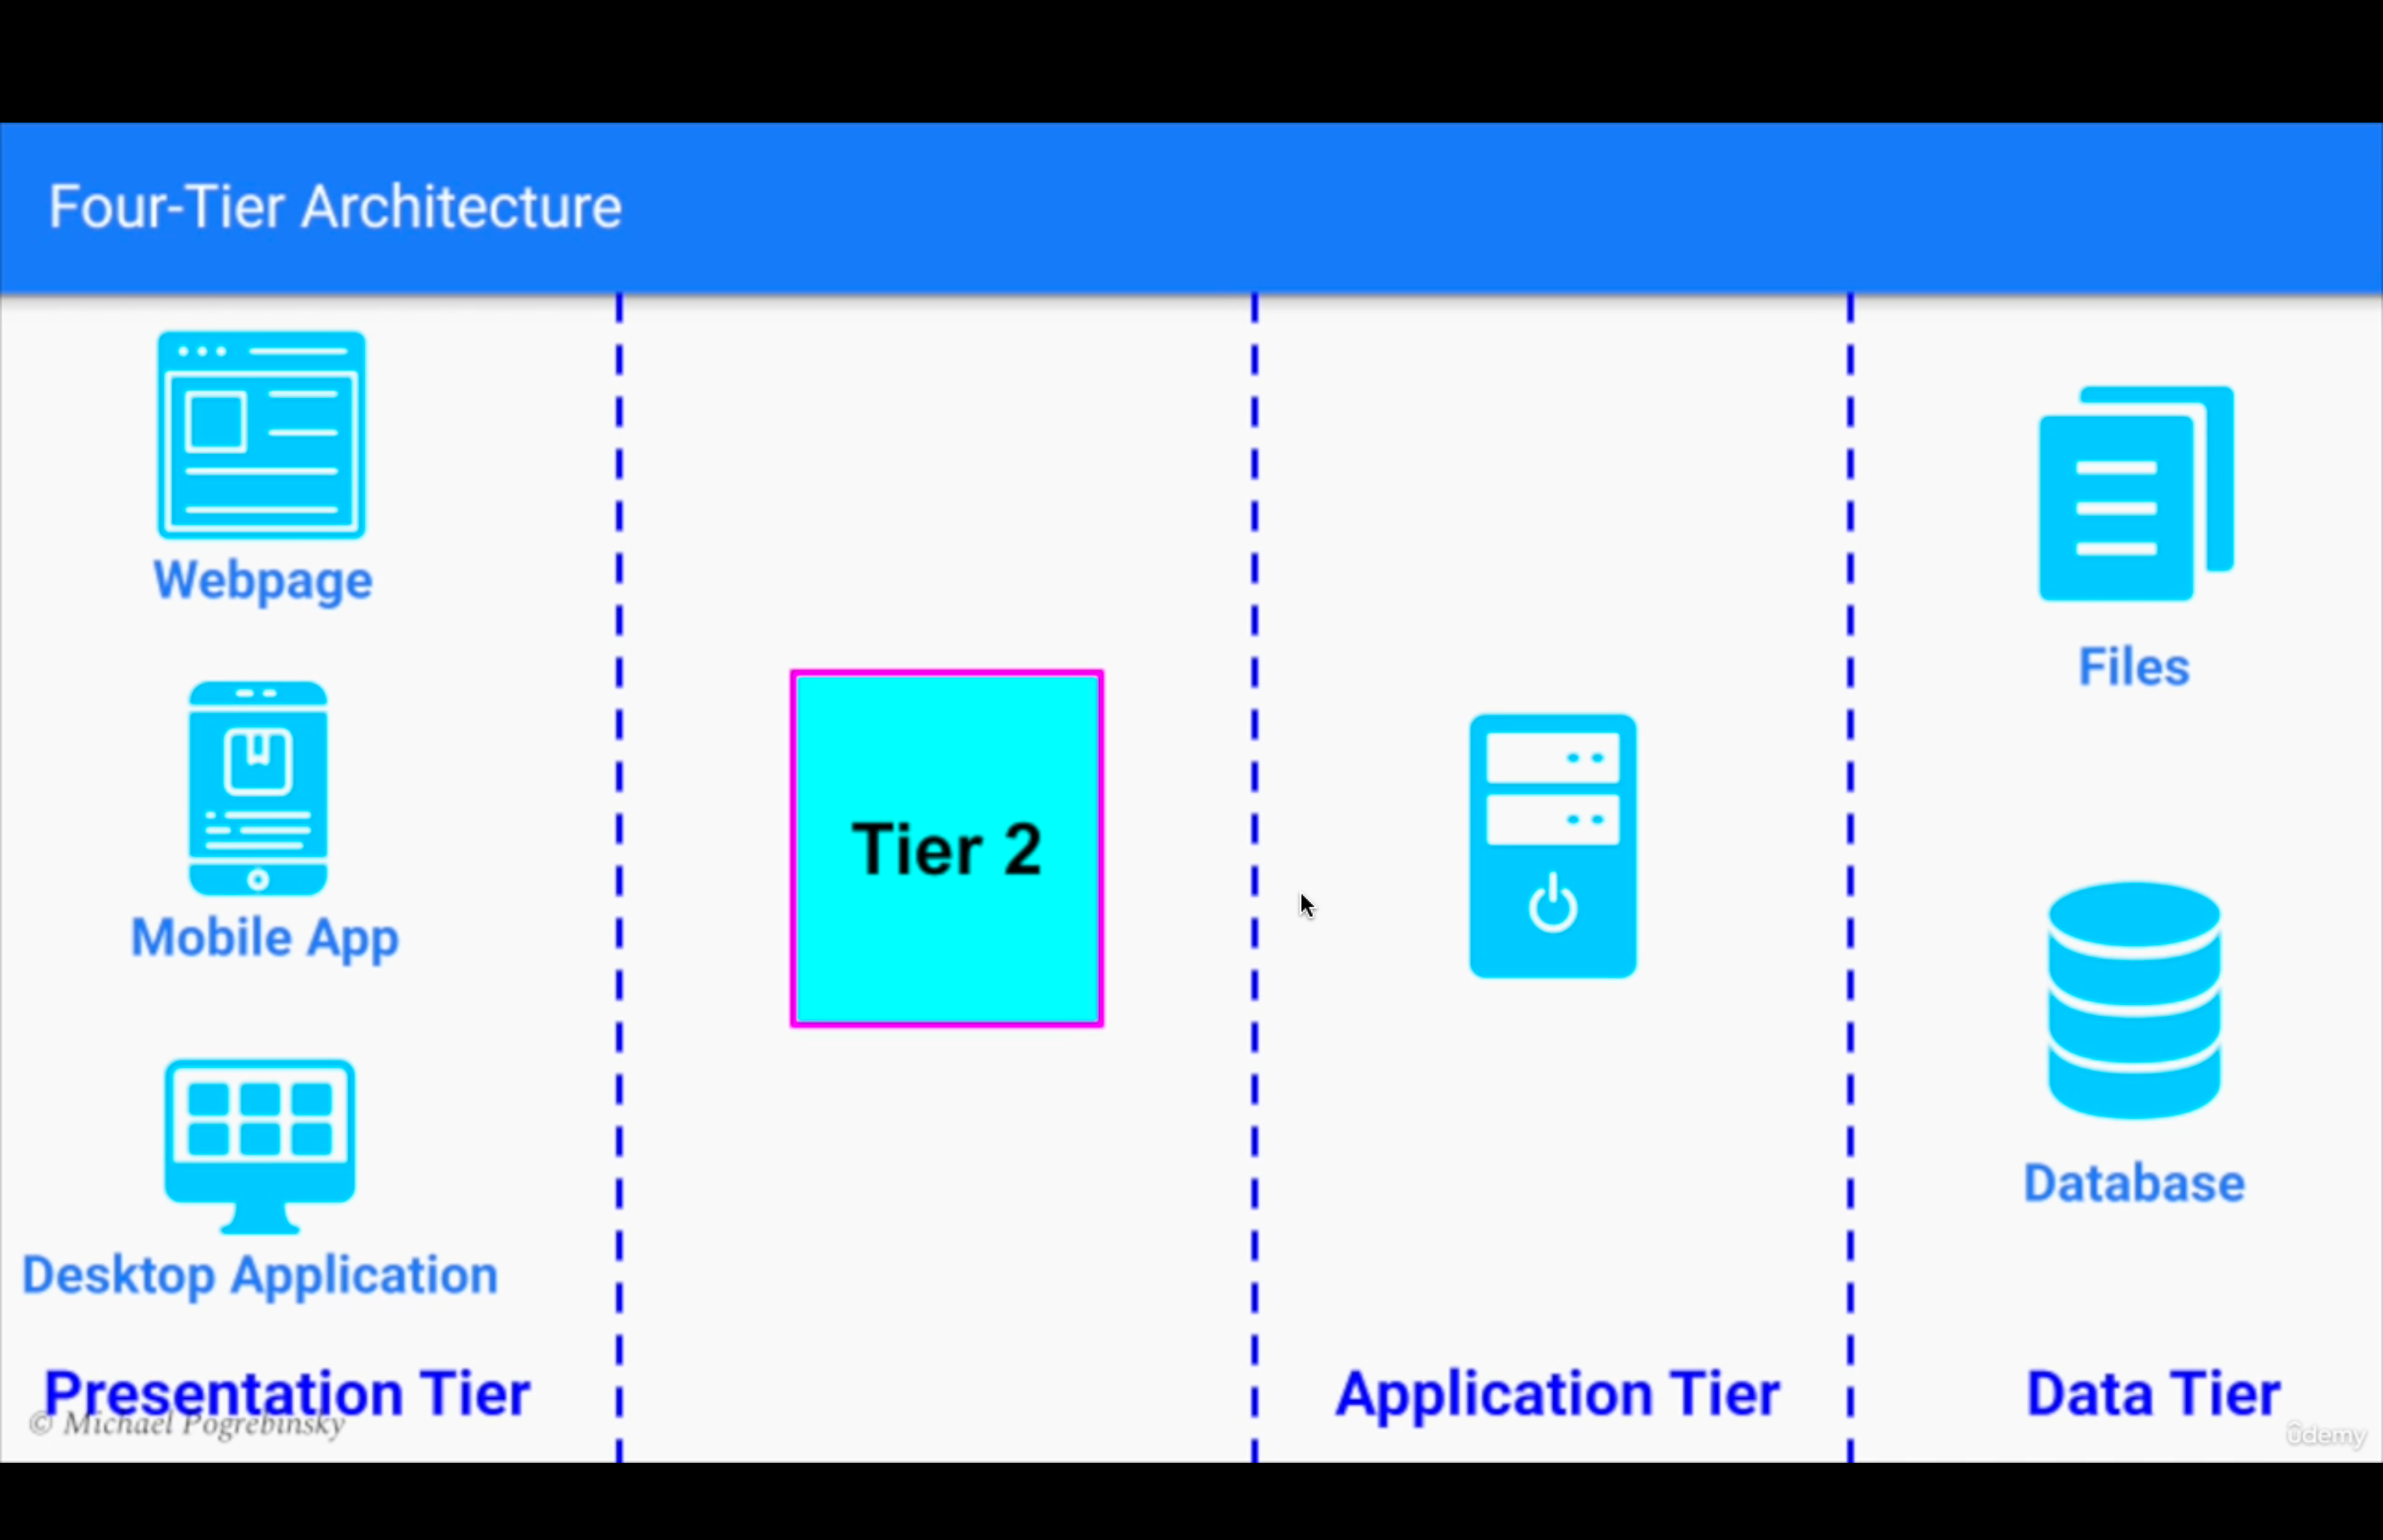 Four-Tier Architecture
Webpage
Mobile App
Desktop Application
Presentation Tier
© Michael Pogrebinsky
Tier 2
Application Tier
Files
Database
Data Tier
ûdemy